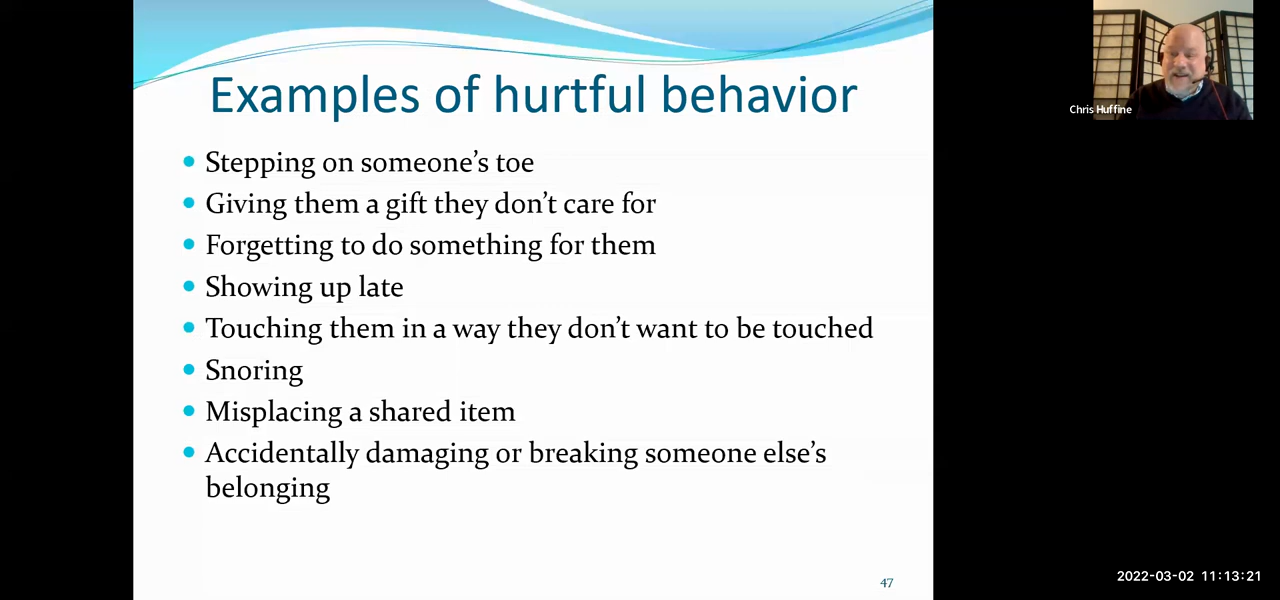 Examples of hurtful behavior
Stepping on someone’s toe
Giving them a gift they don’t care for
Forgetting to do something for them
Showing up late
Touching them in a way they don’t want to be touched
Snoring
Misplacing a shared item
Accidentally damaging or breaking someone else’s
belonging
47
Chris Huffine
2022-03-02 11:13:21